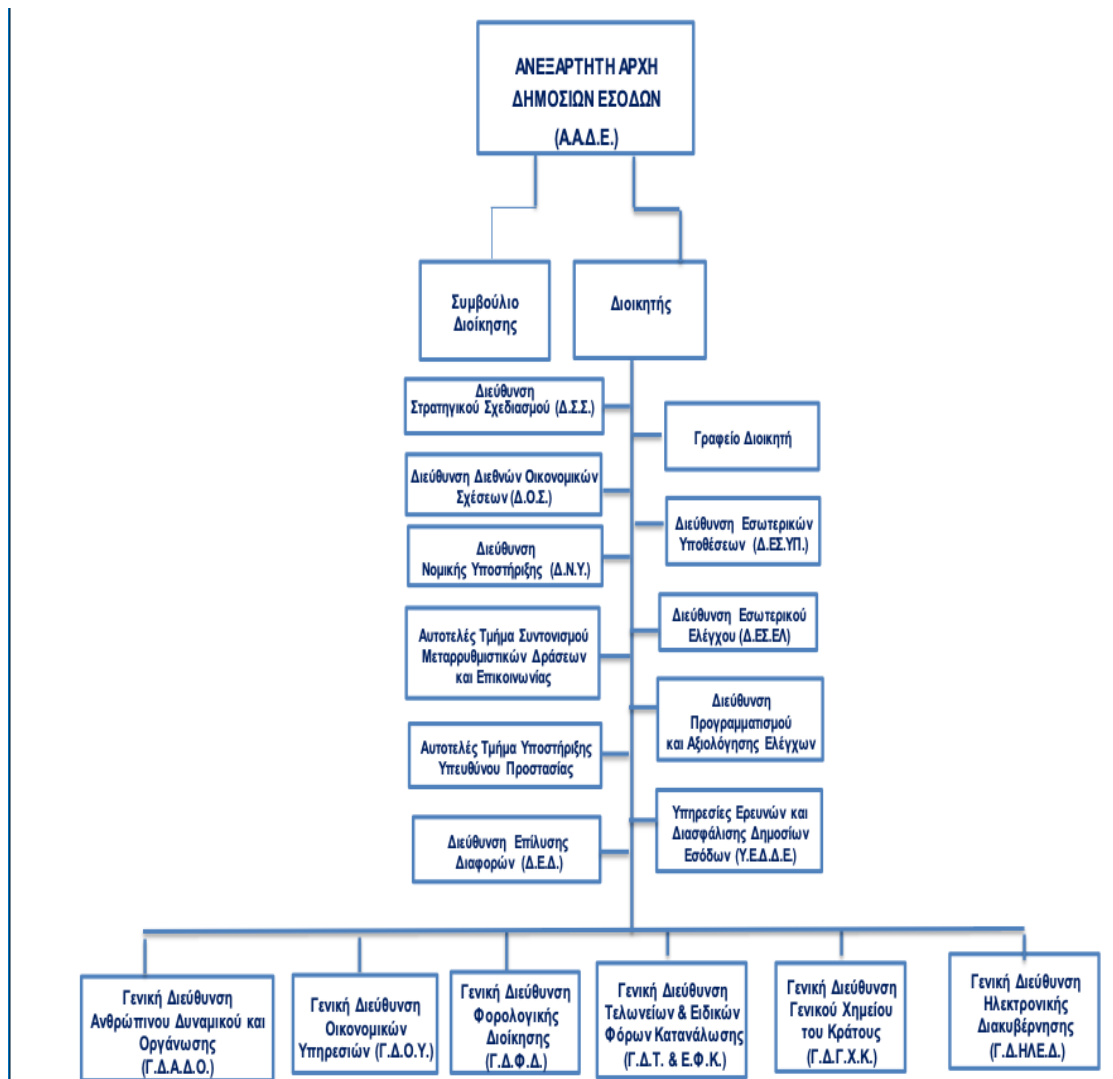 ΑΝΕΞΑΡΤΗΤΗ ΑΡΧΗ
ΔΗΜΟΣΙΩΝ ΕΣΟΔΩΝ
(Α.Α.Δ.Ε.)
Συμβούλιο
Διοίκησης
Διοικητής
Διεύθυνση
Στρατηγικού Σχεδιασμού (Δ.Σ.Σ.)
Γραφείο Διοικητή
Διεύθυνση Διεθνών Οικονομικών
Σχέσεων (Δ.Ο.Σ.)
Διεύθυνση Εσωτερικών
Υποθέσεων (Δ.ΕΣ.ΥΠ.)
Διεύθυνση
Νομικής Υποστήριξης (Δ.Ν.Υ.)
Διεύθυνση Εσωτερικού
Ελέγχου (Δ.ΕΣ.ΕΛ)
Αυτοτελές Τμήμα Συντονισμού
Μεταρρυθμιστικών Δράσεων
και Επικοινωνίας
Διεύθυνση
Προγραμματισμού
και Αξιολόγησης Ελέγχων
Αυτοτελές Τμήμα Υποστήριξης
Υπευθύνου Προστασίας
Υπηρεσίες Ερευνών και
Διασφάλισης Δημοσίων
Εσόδων (Υ.Ε.Δ.Δ.Ε.)
Διεύθυνση Επίλυσης
Διαφορών (Δ.Ε.Δ.)
Γενική Διεύθυνση
Ανθρώπινου Δυναμικού και
Οργάνωσης
(Γ.Δ.Α.Δ.Ο.)
Γενική Διεύθυνση
Οικονομικών
Υπηρεσιών (Γ.Δ.Ο.Υ.)
Γενική Διεύθυνση
Φορολογικής
Διοίκησης
(Γ.Δ.Φ.Δ.)
Γενική Διεύθυνση
Τελωνείων & Ειδικών
Φόρων Κατανάλωσης
(Γ.Δ.Τ. & Ε.Φ.Κ.)
Γενική Διεύθυνση
Γενικού Χημείου
του Κράτους
(Γ.Δ.Γ.Χ.Κ.)
Γενική Διεύθυνση
Ηλεκτρονικής
Διακυβέρνησης
(Γ.Δ.ΗΛΕ.Δ.)